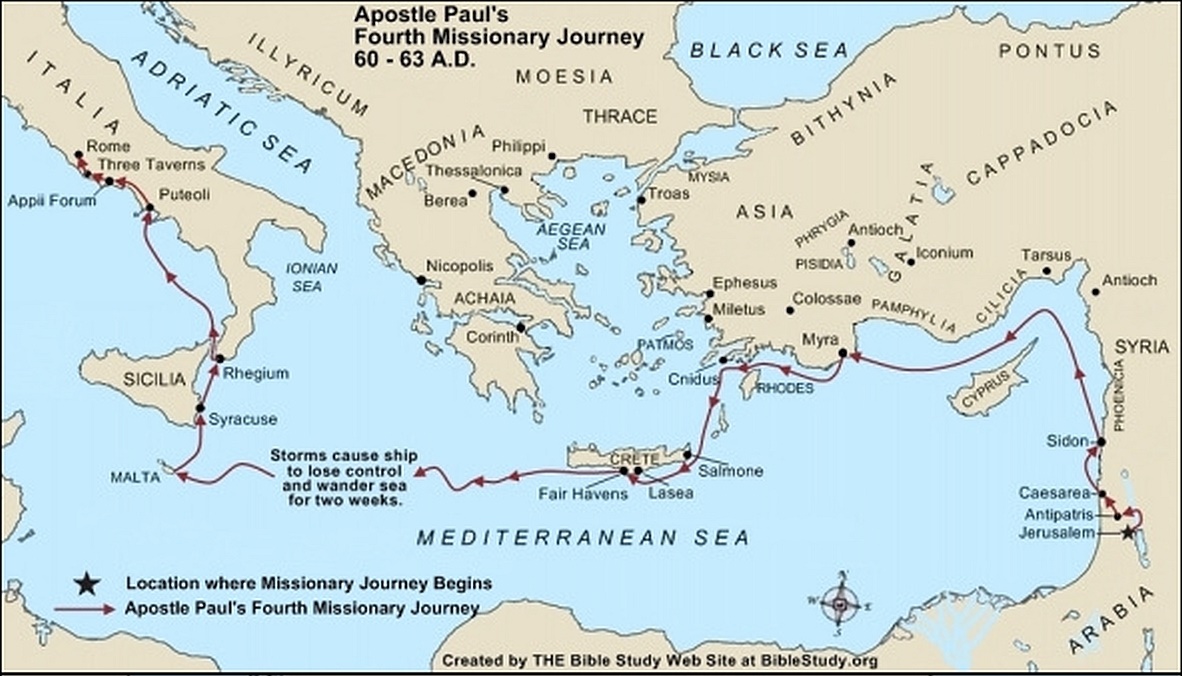 Apostle Paul's
Fourth Missionary Journey
60 - 63 A.D.
BLACK SEA
PONTUS
ILLYRICUM
ITALIA
ADRIATIC SEA
MOESIA
THRACE
BITHYNIA
CAPPADOCIA
MACEDONIA
Philippi
Rome
Three Taverns
Thessalonica
MYSIA
Appii Forum
Puteoli
Berea
Troas
ASIA
GALATIA
PHRYGIA
Antioch
AEGEAN
SEA
PISIDIA
Iconium
Tarsus
IONIAN
SEA
Nicopolis
Ephesus
CILICIA
Antioch
ACHAIA
Miletus
Colossae
PAMPHYLIA
Corinth
PATMOS
Myra
SYRIA
SICILIA
Rhegium
Cnidus
RHODES
CYPRUS
PHOENICIA
Syracuse
Sidon
MALTA
Storms cause ship
to lose control
and wander sea
for two weeks.
CRETE
Salmone
Fair Havens
Lasea
Caesarea
Antipatris
Jerusalem
MEDITERRANEAN SEA
Location where Missionary Journey Begins
Apostle Paul's Fourth Missionary Journey
N
W
E
S
ARABIA
Created by THE Bible Study Web Site at BibleStudy.org